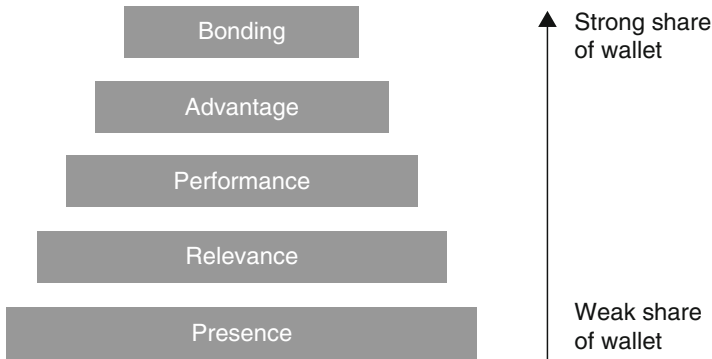 Bonding
Advantage
Performance
Relevance
Presence
Strong share
of wallet
Weak share
of wallet